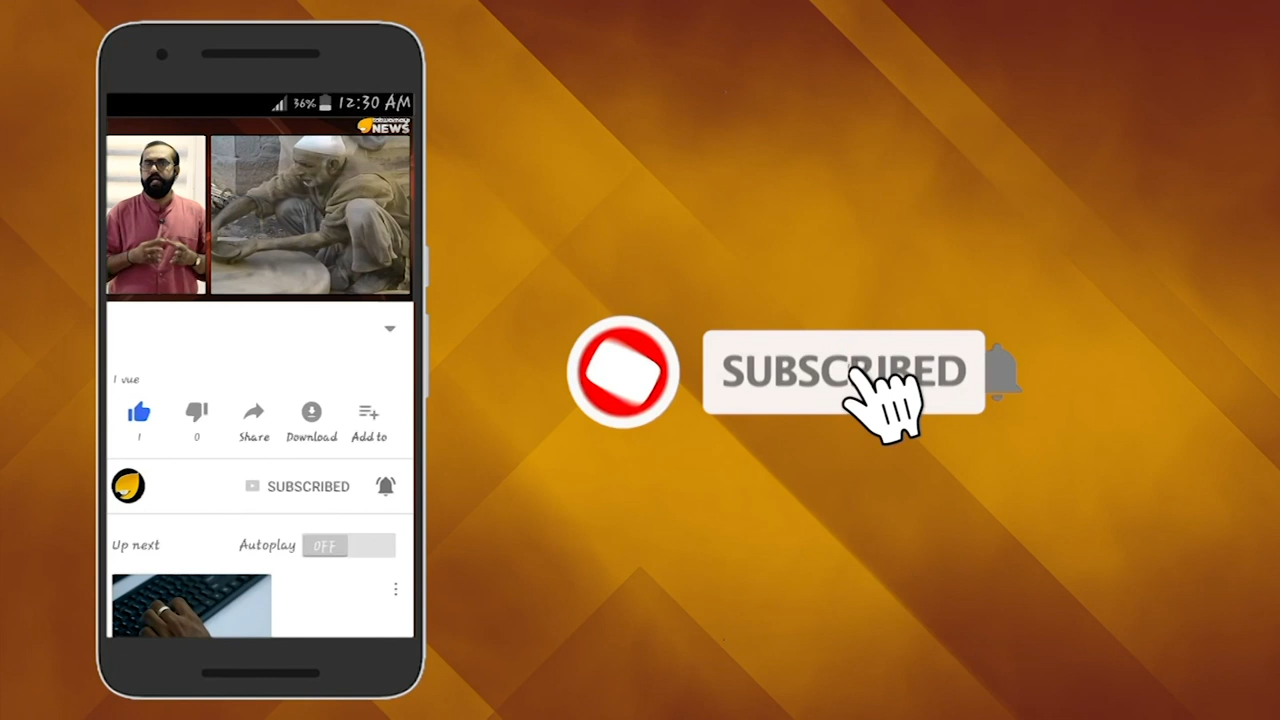 36% 12:30 AM
NEWS
1 vue
1
0
Share
Download
Add to
SUBSCRIBED
Up next
Autoplay
OFF
SUBSCRIBED